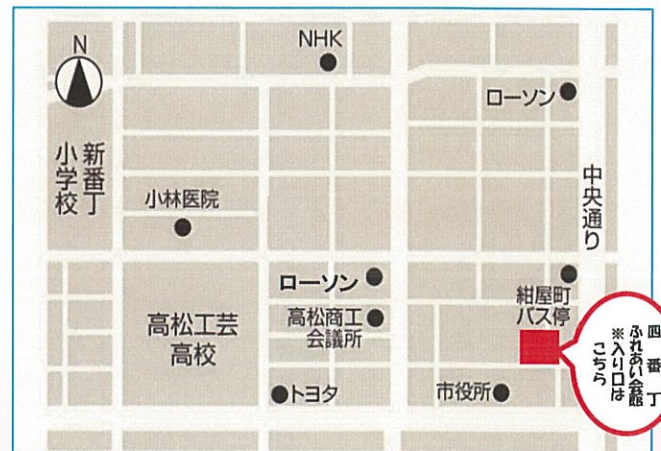 N
NHK
ローソン
新番丁
小学校
中央通り
小林医院
ローソン
紺屋町
バス停
高松工芸
高校
高松商工
会議所
四番丁
ふれあい会館
※入り口は
こちら
トヨタ
市役所